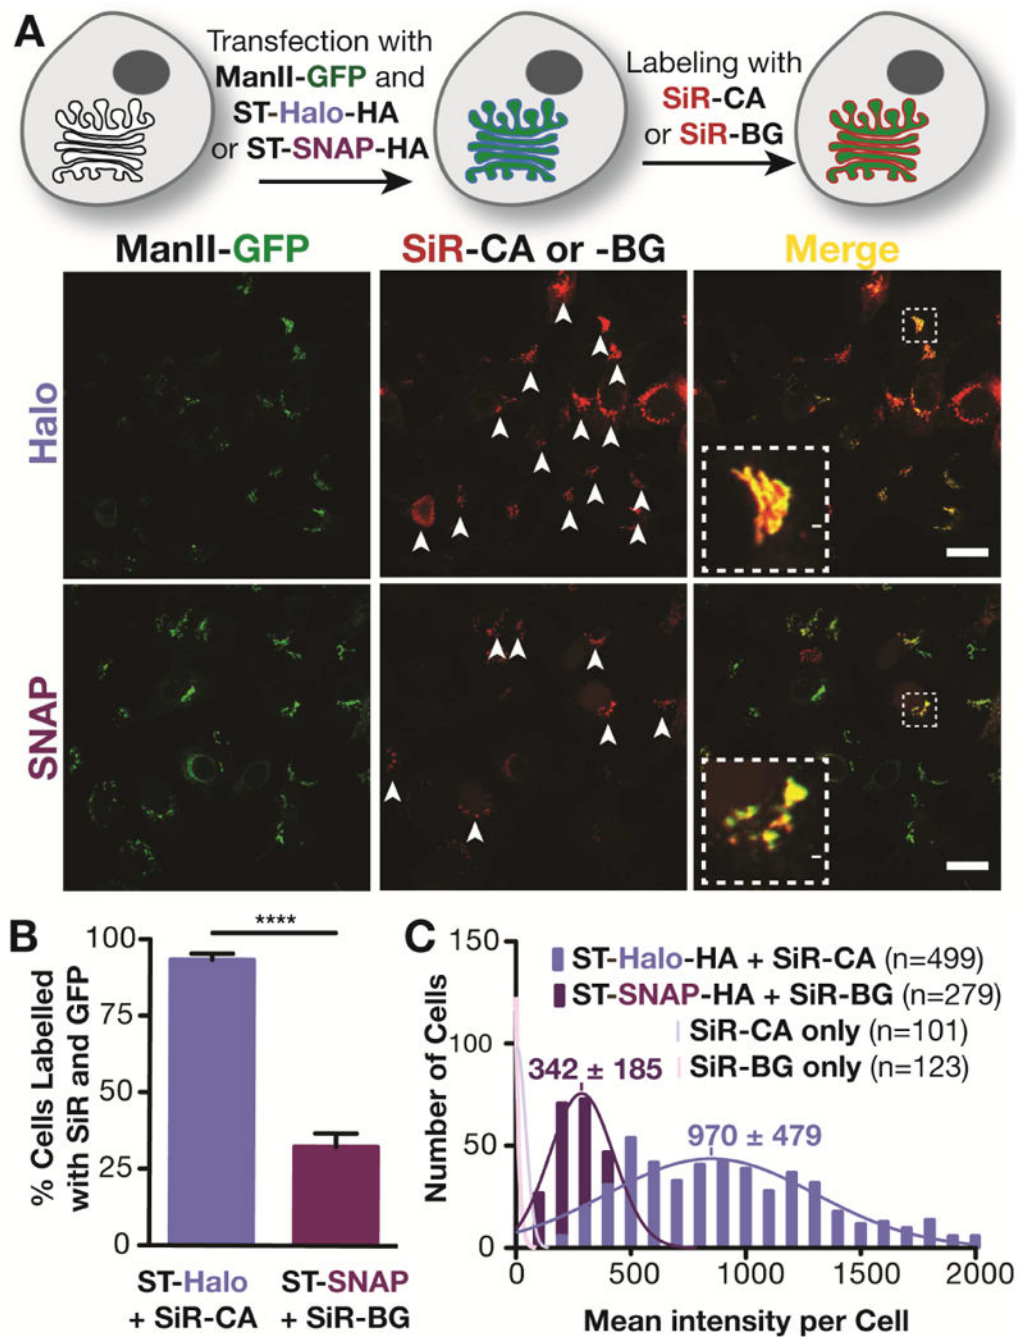 A
Transfection with
ManII-GFP and
ST-Halo-HA
or ST-SNAP-HA
Labeling with
SiR-CA
or SiR-BG
ManII-GFP
SiR-CA or -BG
Merge
Halo
SNAP
B
% Cells Labelled
with SiR and GFP
100
75
50
25
0
****
ST-Halo
+ SiR-CA
ST-SNAP
+ SiR-BG
C
Number of Cells
150
100
50
0
ST-Halo-HA + SiR-CA (n=499)
ST-SNAP-HA + SiR-BG (n=279)
SiR-CA only (n=101)
SiR-BG only (n=123)
342 ± 185
970 ± 479
0 500 1000 1500 2000
Mean intensity per Cell